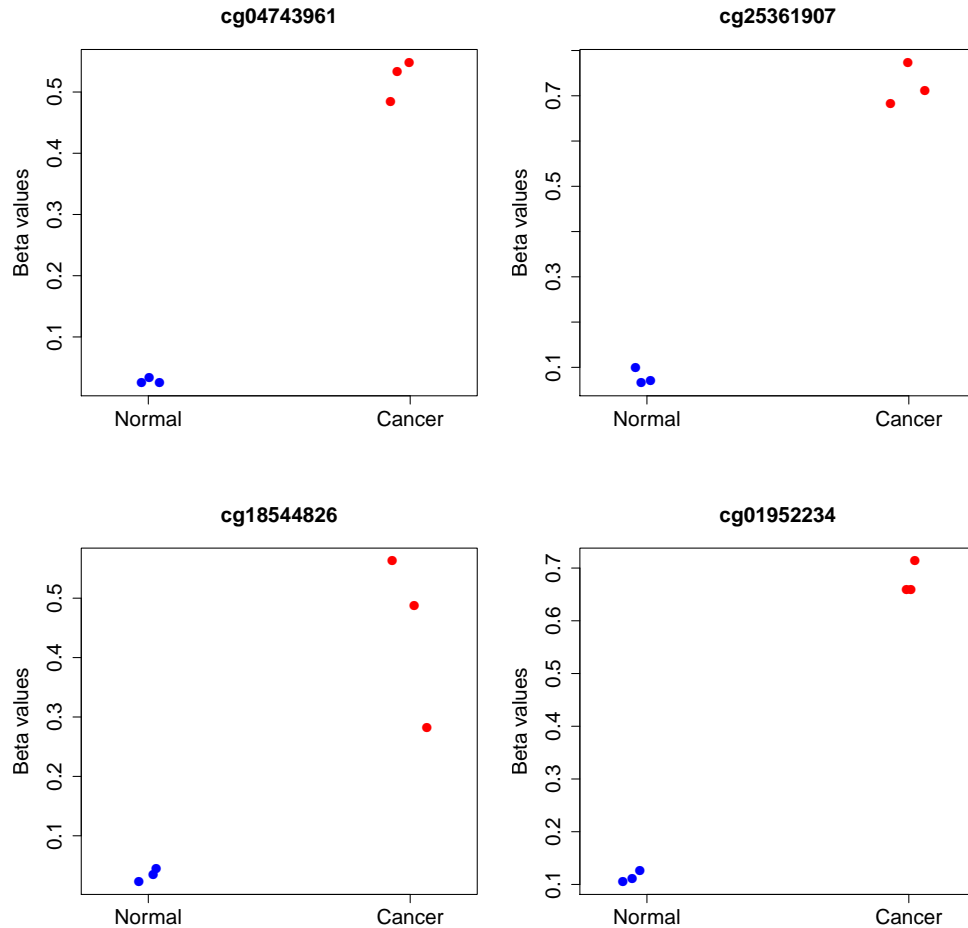 cg04743961
Beta values
0.5
0.4
0.3
0.2
0.1
Normal Cancer
cg25361907
Beta values
0.7
0.5
0.3
0.1
Normal Cancer
cg18544826
Beta values
0.5
0.4
0.3
0.2
0.1
Normal Cancer
cg01952234
Beta values
0.7
0.6
0.5
0.4
0.3
0.2
0.1
Normal Cancer